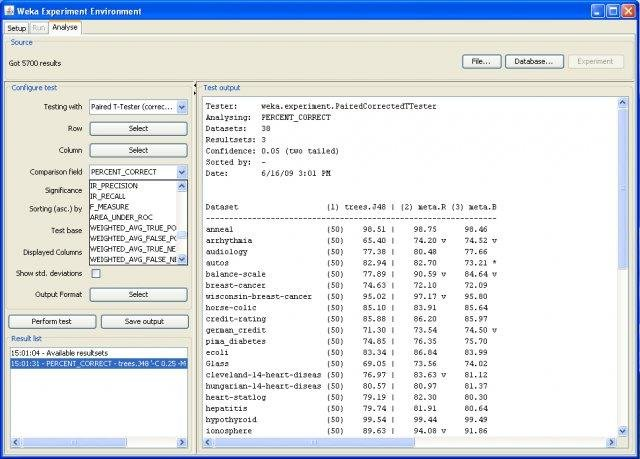 Weka Experiment Environment
Setup Run Analyse
Source
Got 5700 results
File... Database... Experiment
Configure test
Testing with Paired T-Tester (correc...
Row Select
Column Select
Comparison field PERCENT_CORRECT
IR_PRECISION
Significance IR_RECALL
F_MEASURE
Sorting (asc.) by AREA_UNDER_ROC
WEIGHTED_AVG_TRUE_PO
Test base WEIGHTED_AVG_FALSE_PO
WEIGHTED_AVG_TRUE_NE
Displayed Columns WEIGHTED_AVG_FALSE_NE
Show std. deviations
Output Format Select
Perform test Save output
Result list
15:01:04 - Available resultsets
15:01:31 - PERCENT_CORRECT - trees.J48 '-C 0.25 -M
Test output
Tester: weka.experiment.PairedCorrectedTTester
Analysing: PERCENT_CORRECT
Datasets: 38
Resultsets: 3
Confidence: 0.05 (two tailed)
Sorted by: -
Date: 6/16/09 3:01 PM
Dataset (1) trees.J48 | (2) meta.R (3) meta.B
anneal (50) 98.51 | 98.75 98.46
arrhythmia (50) 65.40 | 74.20 v 74.52 v
audiology (50) 77.38 | 80.48 77.66
autos (50) 82.94 | 82.70 73.21 *
balance-scale (50) 77.89 | 90.59 v 84.64 v
breast-cancer (50) 74.63 | 72.10 72.09
wisconsin-breast-cancer (50) 95.02 | 97.17 v 95.80
horse-colic (50) 85.10 | 83.91 85.64
credit-rating (50) 85.88 | 86.20 85.97
german_credit (50) 71.30 | 73.54 74.50 v
pima_diabetes (50) 74.85 | 76.35 75.70
ecoli (50) 83.34 | 86.84 83.99
Glass (50) 69.05 | 73.56 74.02
cleveland-14-heart-diseas (50) 76.97 | 83.63 v 81.12
hungarian-14-heart-diseas (50) 80.57 | 80.97 81.37
heart-statlog (50) 79.19 | 82.30 80.30
hepatitis (50) 79.74 | 81.91 80.64
hypothyroid (50) 99.54 | 99.44 99.49
ionosphere (50) 89.63 | 94.08 v 91.86